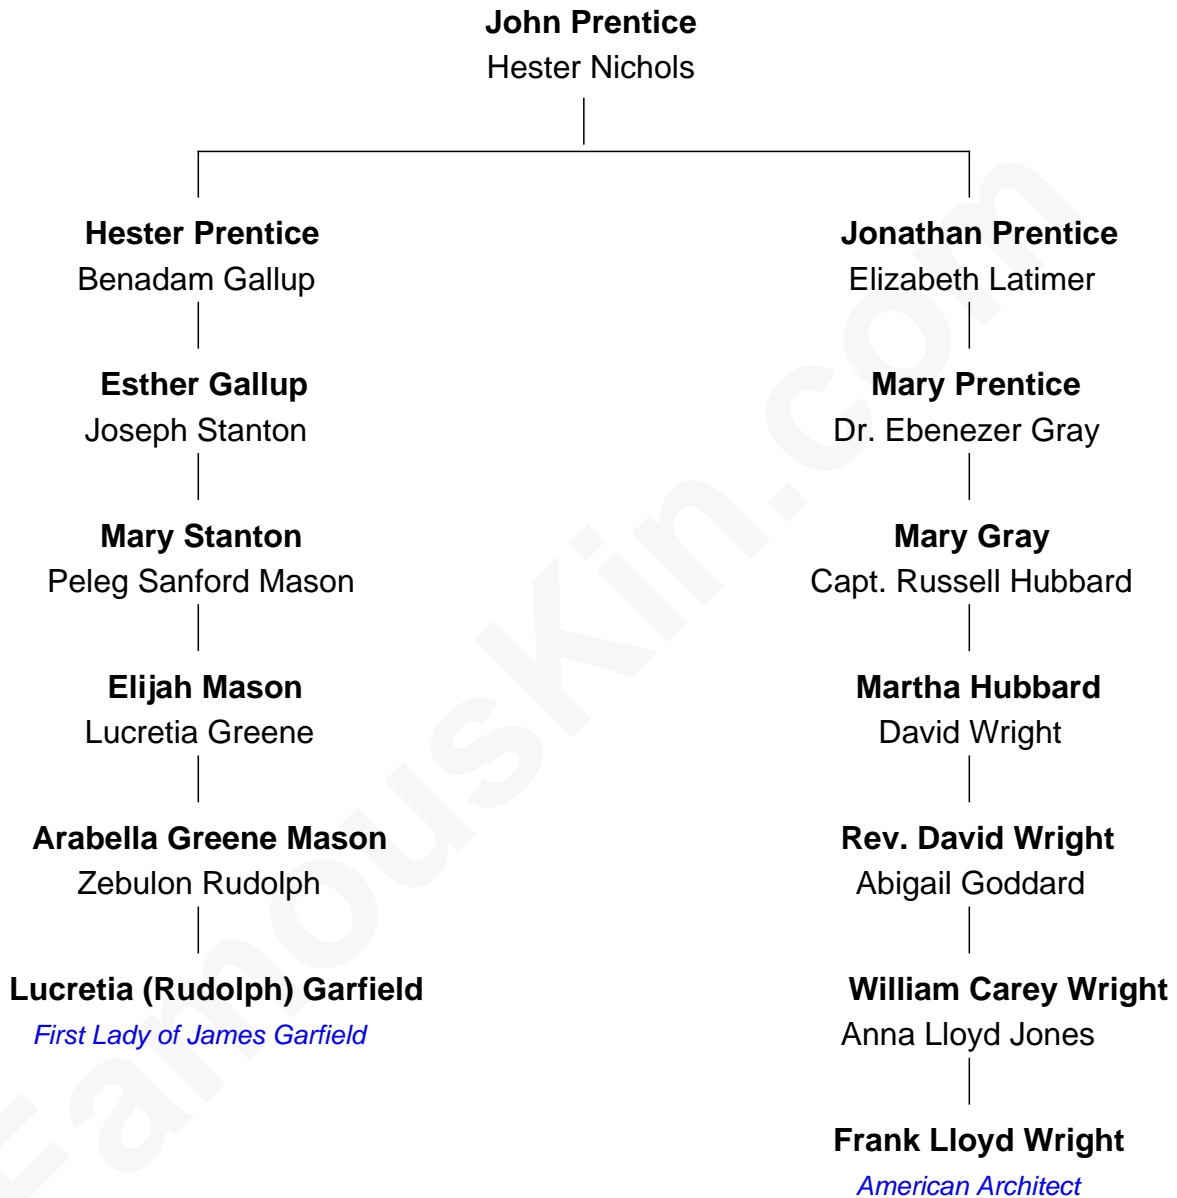 John Prentice
Hester Nichols
Hester Prentice
Benadam Gallup
Esther Gallup
Joseph Stanton
Mary Stanton
Peleg Sanford Mason
Elijah Mason
Lucretia Greene
Arabella Greene Mason
Zebulon Rudolph
Lucretia (Rudolph) Garfield
First Lady of James Garfield
Jonathan Prentice
Elizabeth Latimer
Mary Prentice
Dr. Ebenezer Gray
Mary Gray
Capt. Russell Hubbard
Martha Hubbard
David Wright
Rev. David Wright
Abigail Goddard
William Carey Wright
Anna Lloyd Jones
Frank Lloyd Wright
American Architect
FamousKin.com